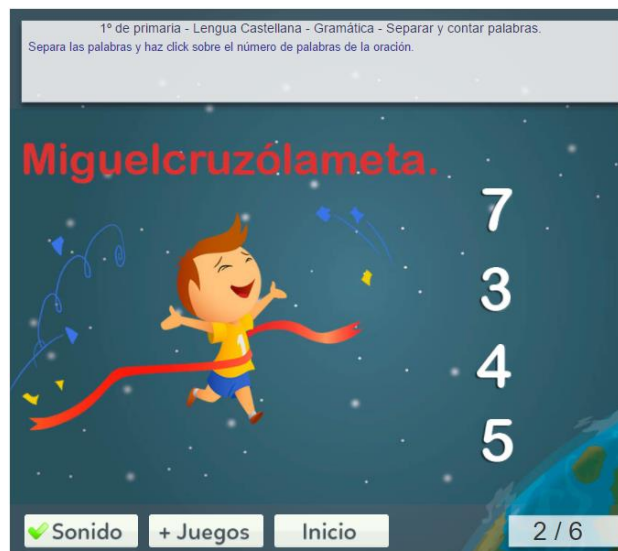 1º de primaria - Lengua Castellana - Gramática - Separar y contar palabras.
Separa las palabras y haz click sobre el número de palabras de la oración.
Miguelcruzólameta.
7
3
1
4
5
Sonido
+ Juegos
Inicio
2 / 6